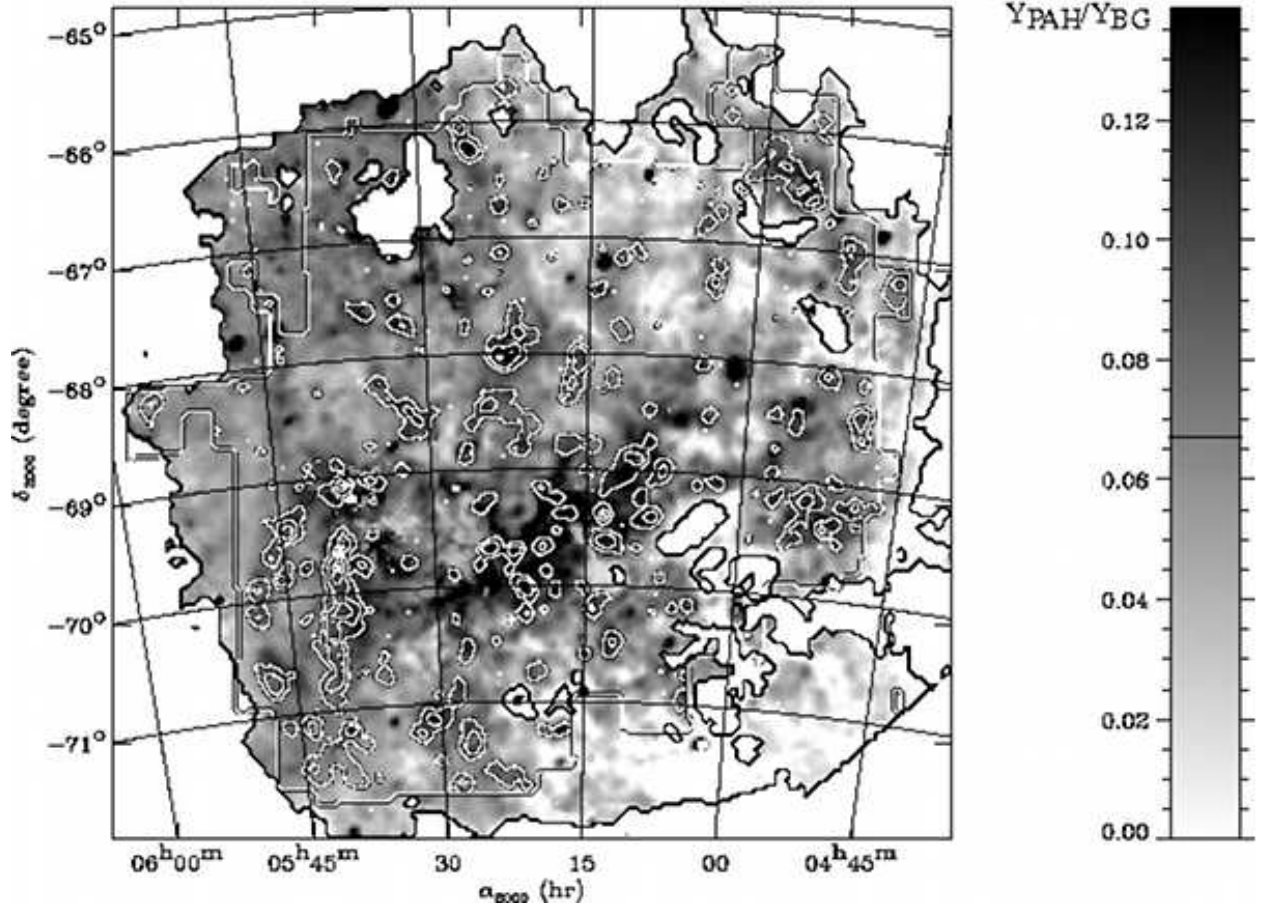 Y_PAH/Y_BG
−65°
−66°
−67°
−68°
−69°
−70°
−71°
δ₂₀₀₀ (degree)
06ʰ00ᵐ
05ʰ45ᵐ
30
15
00
04ʰ45ᵐ
α₂₀₀₀ (hr)
0.12
0.10
0.08
0.06
0.04
0.02
0.00